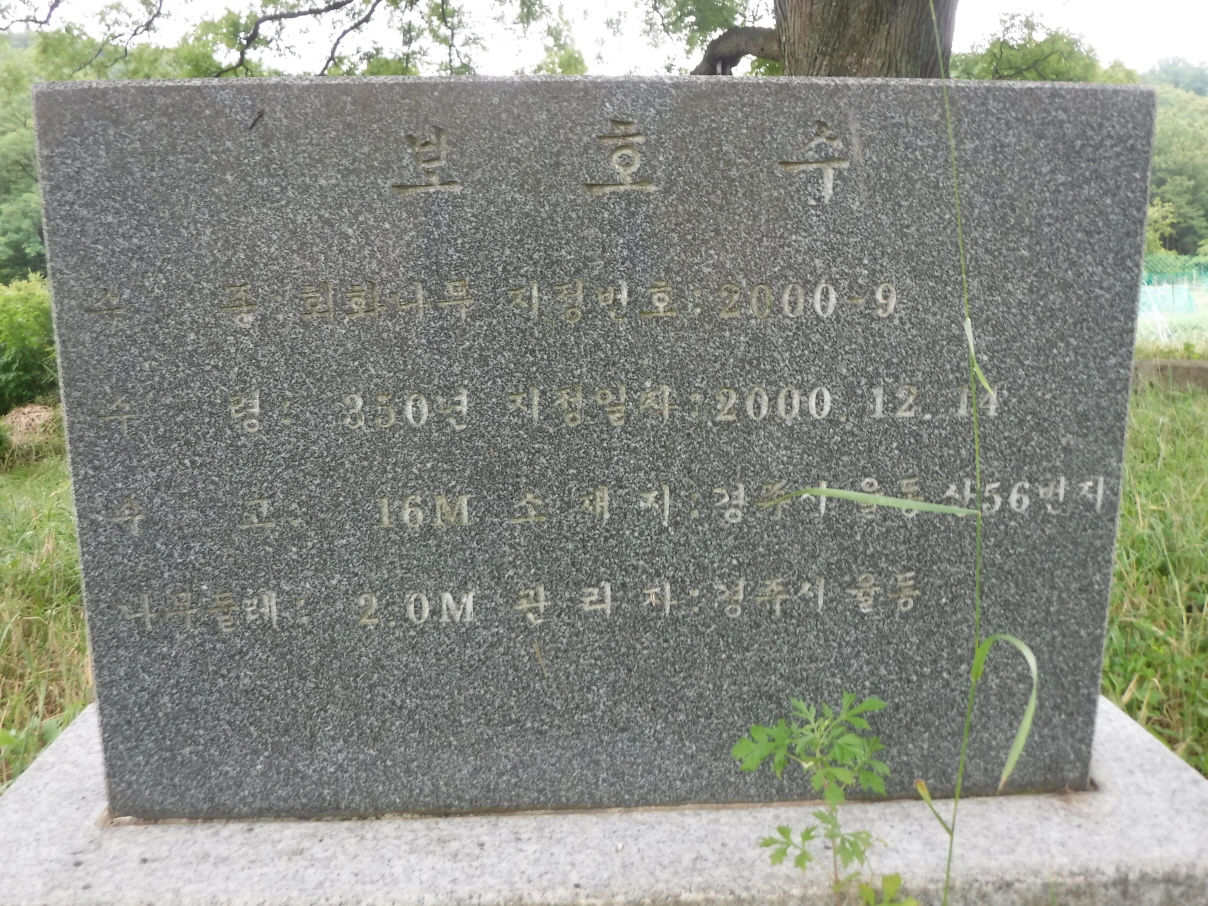 보 호 수
수 종: 회화나무 지정번호: 2000-9
수 령: 350년 지정일자: 2000. 12. 14
수 고: 16M 소 재 지: 경주시 율동 산56번지
나무둘레: 2.0M 관 리 자: 경주시 율동